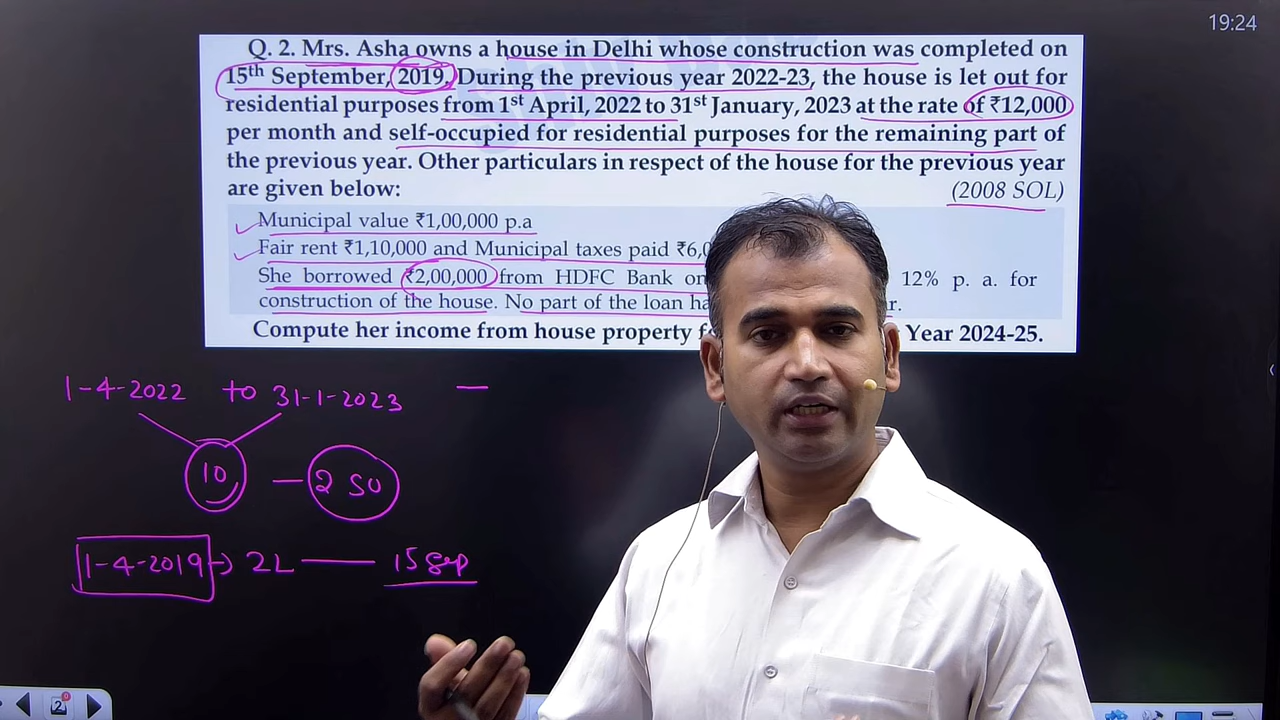 19:24
Q. 2. Mrs. Asha owns a house in Delhi whose construction was completed on
15th September, 2019. During the previous year 2022-23, the house is let out for
residential purposes from 1st April, 2022 to 31st January, 2023 at the rate of ₹12,000
per month and self-occupied for residential purposes for the remaining part of
the previous year. Other particulars in respect of the house for the previous year
are given below: (2008 SOL)
Municipal value ₹1,00,000 p.a
Fair rent ₹1,10,000 and Municipal taxes paid ₹6,0
She borrowed ₹2,00,000 from HDFC Bank on 12% p. a. for
construction of the house. No part of the loan ha r.
Compute her income from house property f Year 2024-25.
1-4-2022 to 31-1-2023 —
10 — 2 SO
1-4-2019 → 2L —— 15 Sep
2